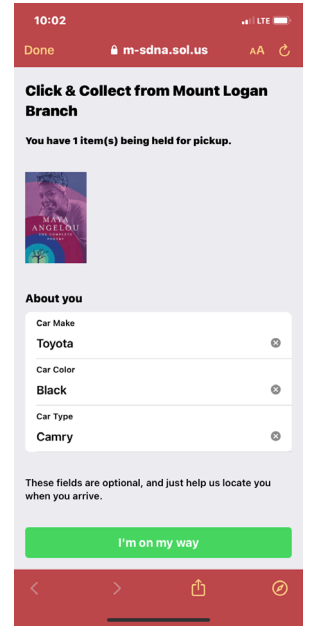 10:02
LTE
Done
m-sdna.sol.us
AA
Click & Collect from Mount Logan
Branch
You have 1 item(s) being held for pickup.
MAYA
ANGELOU
THE COMPLETE
POETRY
About you
Car Make
Toyota
Car Color
Black
Car Type
Camry
These fields are optional, and just help us locate you
when you arrive.
I'm on my way